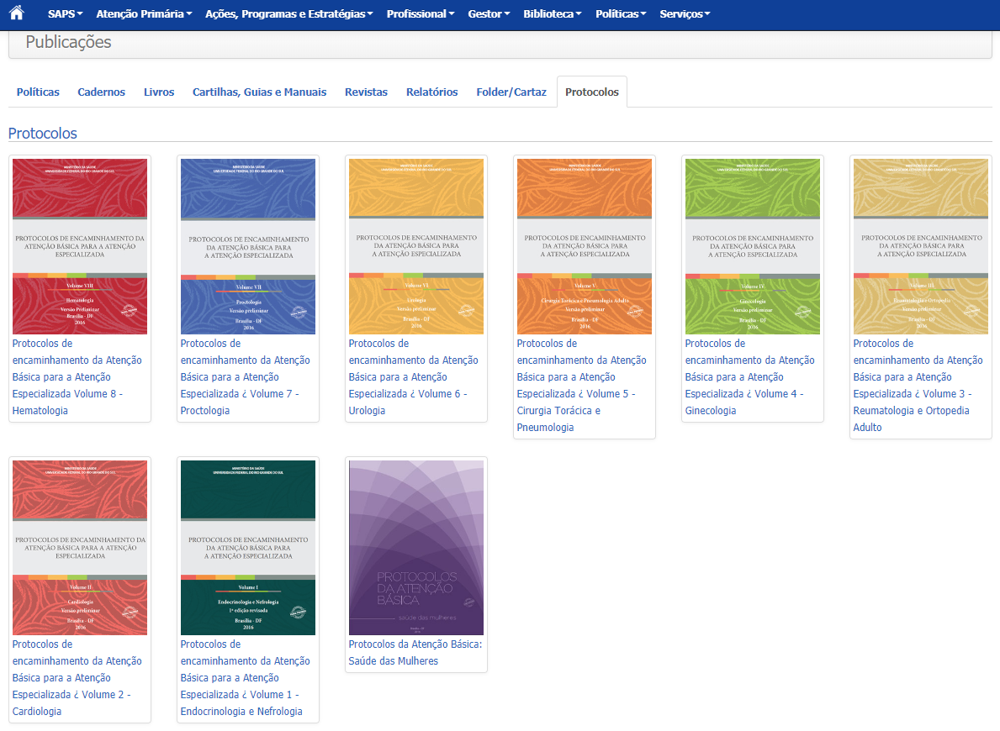 SAPS Atenção Primária Ações, Programas e Estratégias Profissional Gestor Biblioteca Políticas Serviços
Publicações
Políticas Cadernos Livros Cartilhas, Guias e Manuais Revistas Relatórios Folder/Cartaz Protocolos
Protocolos
MINISTÉRIO DA SAÚDE
UNIVERSIDADE FEDERAL DO RIO GRANDE DO SUL
PROTOCOLOS DE ENCAMINHAMENTO DA
ATENÇÃO BÁSICA PARA A ATENÇÃO
ESPECIALIZADA
Volume VIII
Hematologia
Versão Preliminar
Brasília - DF
2016
Protocolos de
encaminhamento da Atenção
Básica para a Atenção
Especializada Volume 8 -
Hematologia
MINISTÉRIO DA SAÚDE
UNIVERSIDADE FEDERAL DO RIO GRANDE DO SUL
PROTOCOLOS DE ENCAMINHAMENTO
DA ATENÇÃO BÁSICA PARA
A ATENÇÃO ESPECIALIZADA
Volume VII
Proctologia
Versão preliminar
Brasília - DF
2016
Protocolos de
encaminhamento da Atenção
Básica para a Atenção
Especializada ¿ Volume 7 -
Proctologia
MINISTÉRIO DA SAÚDE
UNIVERSIDADE FEDERAL DO RIO GRANDE DO SUL
PROTOCOLOS DE ENCAMINHAMENTO
DA ATENÇÃO BÁSICA PARA
A ATENÇÃO ESPECIALIZADA
Volume VI
Urologia
Versão preliminar
Brasília - DF
2016
Protocolos de
encaminhamento da Atenção
Básica para a Atenção
Especializada ¿ Volume 6 -
Urologia
MINISTÉRIO DA SAÚDE
UNIVERSIDADE FEDERAL DO RIO GRANDE DO SUL
PROTOCOLOS DE ENCAMINHAMENTO
DA ATENÇÃO BÁSICA PARA
A ATENÇÃO ESPECIALIZADA
Volume V
Cirurgia Torácica e Pneumologia Adulto
Versão preliminar
Brasília - DF
2016
Protocolos de
encaminhamento da Atenção
Básica para a Atenção
Especializada ¿ Volume 5 -
Cirurgia Torácica e
Pneumologia
MINISTÉRIO DA SAÚDE
UNIVERSIDADE FEDERAL DO RIO GRANDE DO SUL
PROTOCOLOS DE ENCAMINHAMENTO
DA ATENÇÃO BÁSICA PARA
A ATENÇÃO ESPECIALIZADA
Volume IV
Ginecologia
Versão preliminar
Brasília - DF
2016
Protocolos de
encaminhamento da Atenção
Básica para a Atenção
Especializada ¿ Volume 4 -
Ginecologia
MINISTÉRIO DA SAÚDE
UNIVERSIDADE FEDERAL DO RIO GRANDE DO SUL
PROTOCOLOS DE ENCAMINHAMENTO
DA ATENÇÃO BÁSICA PARA
A ATENÇÃO ESPECIALIZADA
Volume III
Reumatologia e Ortopedia
Versão preliminar
Brasília - DF
2016
Protocolos de
encaminhamento da Atenção
Básica para a Atenção
Especializada ¿ Volume 3 -
Reumatologia e Ortopedia
Adulto
MINISTÉRIO DA SAÚDE
UNIVERSIDADE FEDERAL DO RIO GRANDE DO SUL
PROTOCOLOS DE ENCAMINHAMENTO DA
ATENÇÃO BÁSICA PARA A ATENÇÃO
ESPECIALIZADA
Volume II
Cardiologia
Versão preliminar
Brasília - DF
2016
Protocolos de
encaminhamento da Atenção
Básica para a Atenção
Especializada ¿ Volume 2 -
Cardiologia
MINISTÉRIO DA SAÚDE
UNIVERSIDADE FEDERAL DO RIO GRANDE DO SUL
PROTOCOLOS DE ENCAMINHAMENTO
DA ATENÇÃO BÁSICA PARA
A ATENÇÃO ESPECIALIZADA
Volume I
Endocrinologia e Nefrologia
1ª edição revisada
Brasília - DF
2016
Protocolos de
encaminhamento da Atenção
Básica para a Atenção
Especializada ¿ Volume 1 -
Endocrinologia e Nefrologia
PROTOCOLOS
DA ATENÇÃO
BÁSICA
saúde das mulheres
Protocolos da Atenção Básica:
Saúde das Mulheres